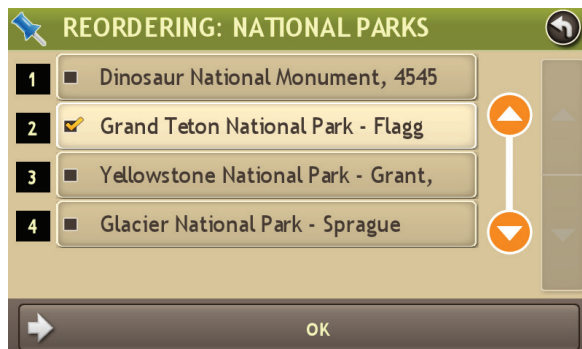 REORDERING: NATIONAL PARKS
1 Dinosaur National Monument, 4545
2 Grand Teton National Park - Flagg
3 Yellowstone National Park - Grant,
4 Glacier National Park - Sprague
OK